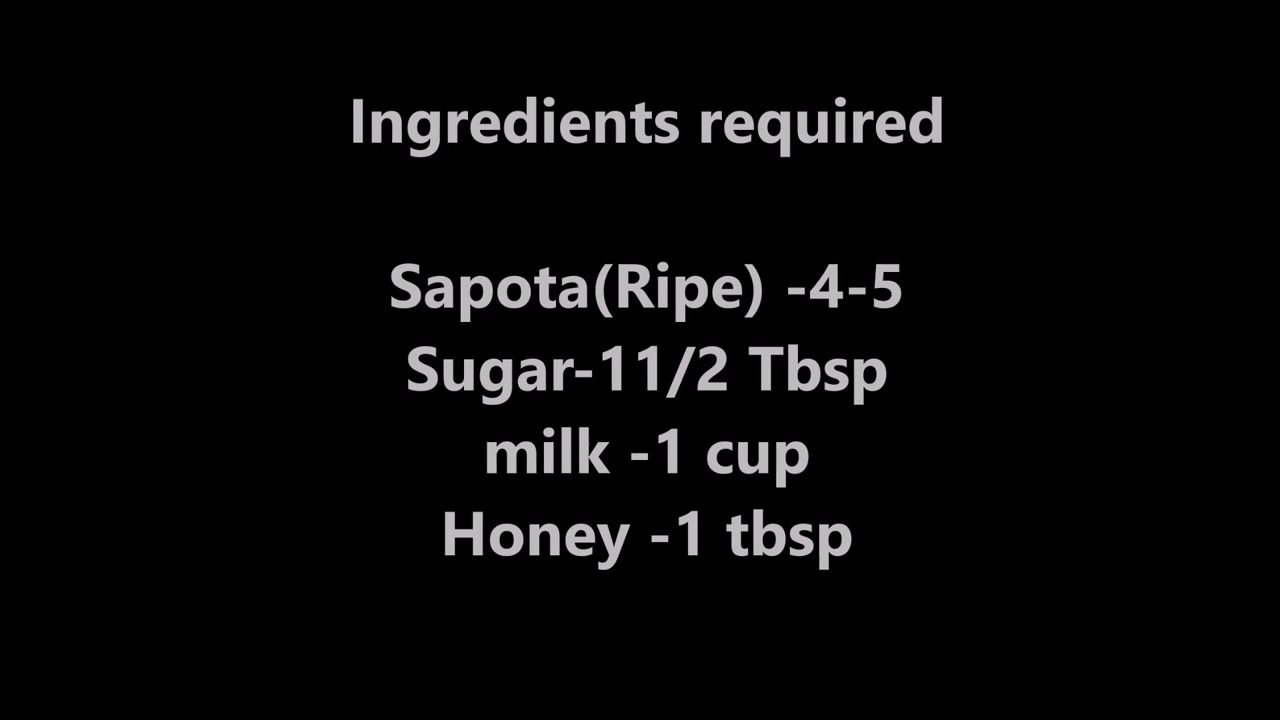 Ingredients required
Sapota(Ripe) -4-5
Sugar-11/2 Tbsp
milk -1 cup
Honey -1 tbsp